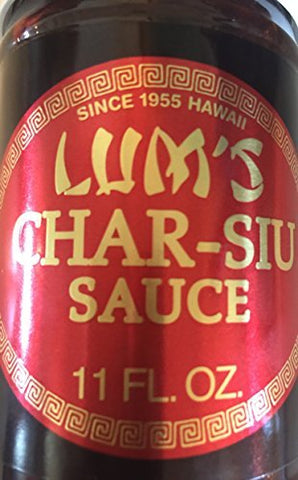 SINCE 1955 HAWAII
LUM'S
CHAR-SIU
SAUCE
11 FL. OZ.